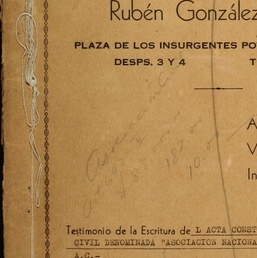 Rubén González
PLAZA DE LOS INSURGENTES PO
DESPS. 3 Y 4 T
A
V
In
Testimonio de la Escritura de L ACTA CONST
CIVIL DENOMINADA "ASOCIACION NACIONA
A.C.-